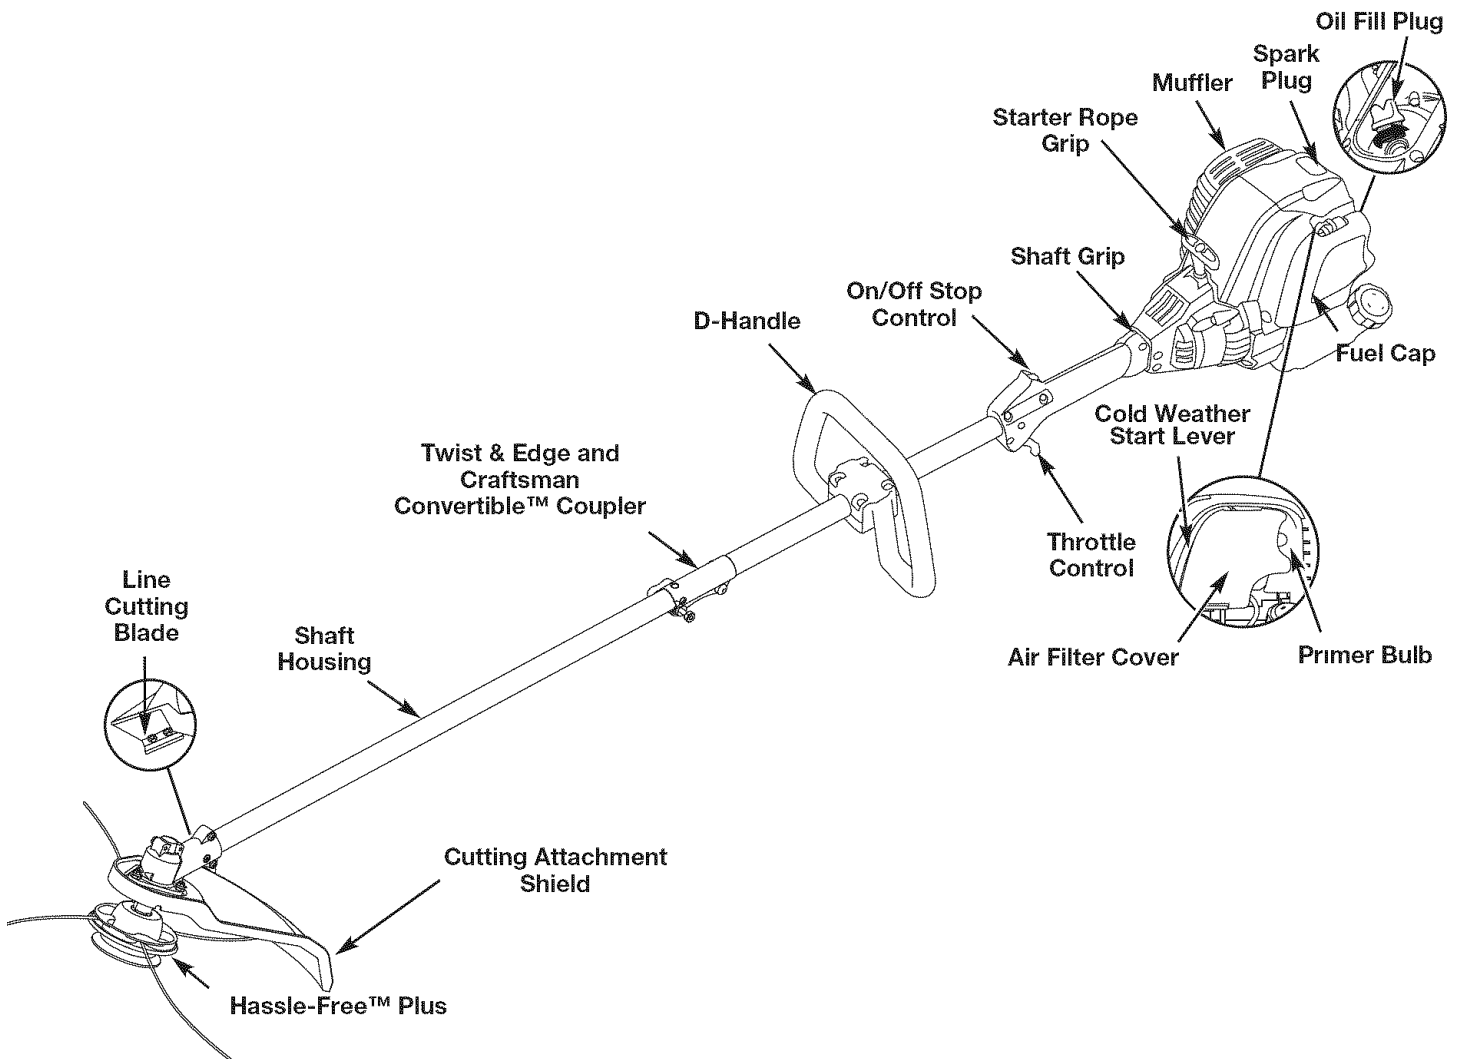 Oil Fill Plug
Spark
Plug
Muffler
Starter Rope
Grip
Shaft Grip
On/Off Stop
Control
D-Handle
Fuel Cap
Cold Weather
Start Lever
Twist & Edge and
Craftsman
Convertible™ Coupler
Throttle
Control
Line
Cutting
Blade
Shaft
Housing
Air Filter Cover
Primer Bulb
Cutting Attachment
Shield
Hassle-Free™ Plus